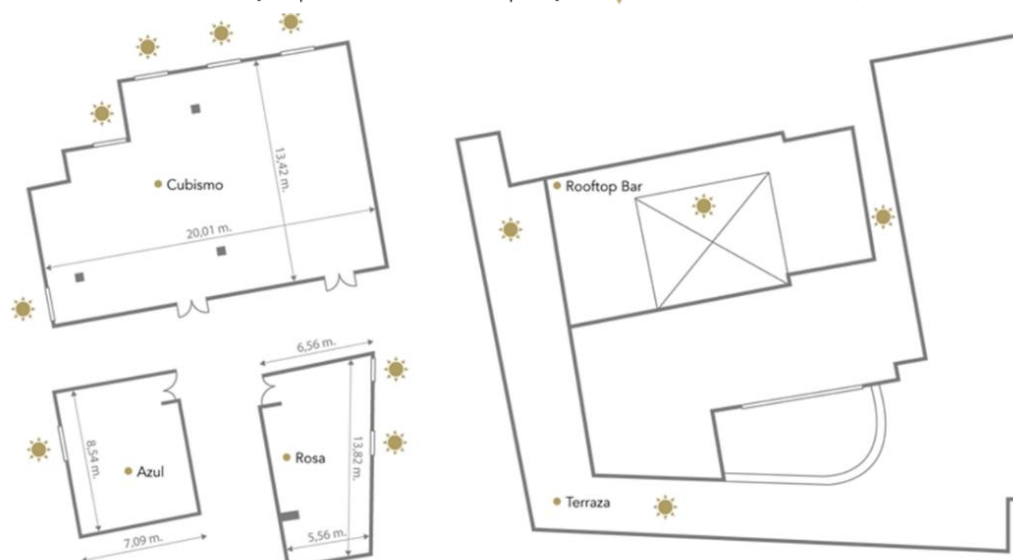 Cubismo
13,42 m.
20,01 m.
Rooftop Bar
6,56 m.
8,54 m.
Azul
7,09 m.
Rosa
13,82 m.
5,56 m.
Terraza